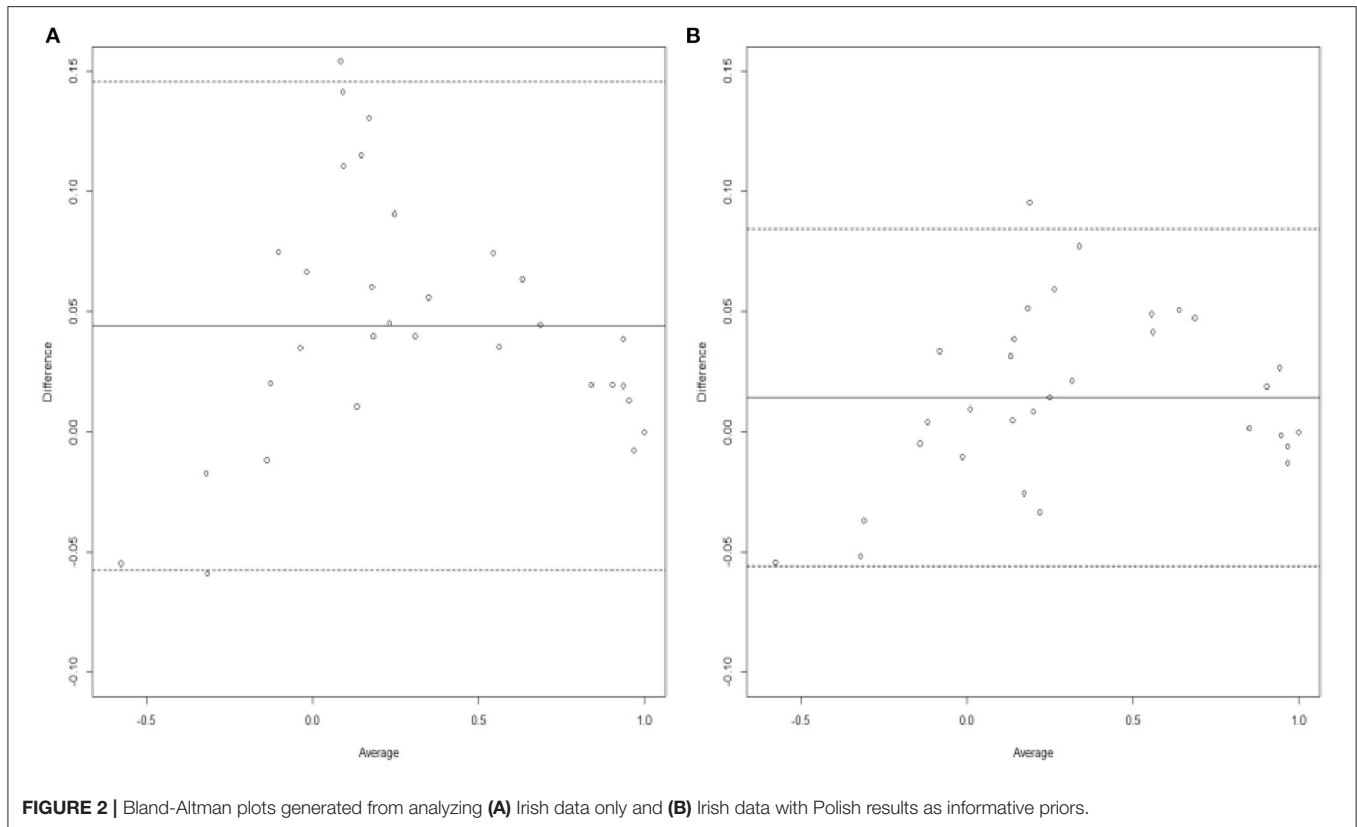 A
B
0.15
0.10
0.05
0.00
-0.05
-0.10
Difference
-0.5
0.0
0.5
1.0
Average
0.15
0.10
0.05
0.00
-0.05
-0.10
Difference
-0.5
0.0
0.5
1.0
Average
FIGURE 2 | Bland-Altman plots generated from analyzing (A) Irish data only and (B) Irish data with Polish results as informative priors.